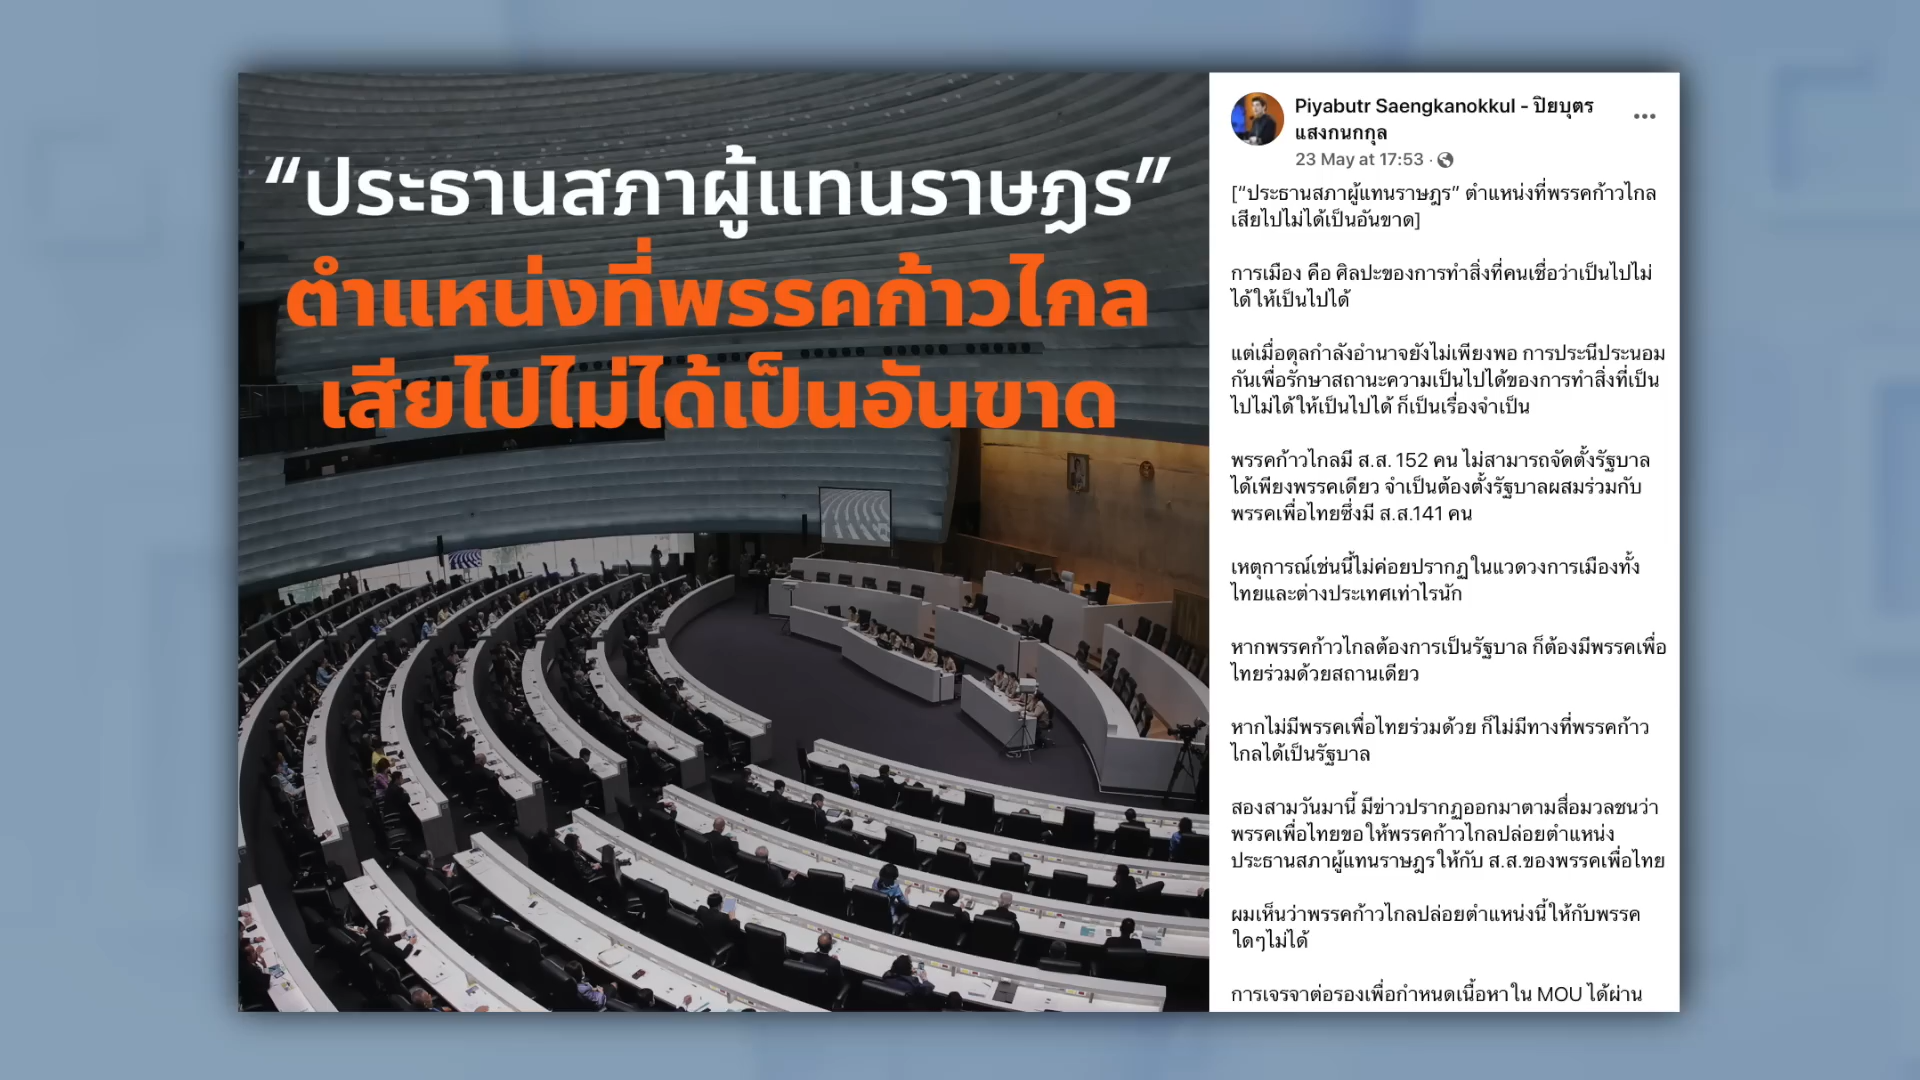 “ประธานสภาผู้แทนราษฎร”
ตำแหน่งที่พรรคก้าวไกล
เสียไปไม่ได้เป็นอันขาด
Piyabutr Saengkanokkul - ปิยบุตร
แสงกนกกุล
23 May at 17:53 ·
[“ประธานสภาผู้แทนราษฎร” ตำแหน่งที่พรรคก้าวไกล
เสียไปไม่ได้เป็นอันขาด]
การเมือง คือ ศิลปะของการทำสิ่งที่คนเชื่อว่าเป็นไปไม่
ได้ให้เป็นไปได้
แต่เมื่อดุลกำลังอำนาจยังไม่เพียงพอ การประนีประนอม
กันเพื่อรักษาสถานะความเป็นไปได้ของการทำสิ่งที่เป็น
ไปไม่ได้ให้เป็นไปได้ ก็เป็นเรื่องจำเป็น
พรรคก้าวไกลมี ส.ส. 152 คน ไม่สามารถจัดตั้งรัฐบาล
ได้เพียงพรรคเดียว จำเป็นต้องตั้งรัฐบาลผสมร่วมกับ
พรรคเพื่อไทยซึ่งมี ส.ส.141 คน
เหตุการณ์เช่นนี้ไม่ค่อยปรากฏในแวดวงการเมืองทั้ง
ไทยและต่างประเทศเท่าไรนัก
หากพรรคก้าวไกลต้องการเป็นรัฐบาล ก็ต้องมีพรรคเพื่อ
ไทยร่วมด้วยสถานเดียว
หากไม่มีพรรคเพื่อไทยร่วมด้วย ก็ไม่มีทางที่พรรคก้าว
ไกลได้เป็นรัฐบาล
สองสามวันมานี้ มีข่าวปรากฏออกมาตามสื่อมวลชนว่า
พรรคเพื่อไทยขอให้พรรคก้าวไกลปล่อยตำแหน่ง
ประธานสภาผู้แทนราษฎรให้กับ ส.ส.ของพรรคเพื่อไทย
ผมเห็นว่าพรรคก้าวไกลปล่อยตำแหน่งนี้ให้กับพรรค
ใดๆไม่ได้
การเจรจาต่อรองเพื่อกำหนดเนื้อหาใน MOU ได้ผ่าน